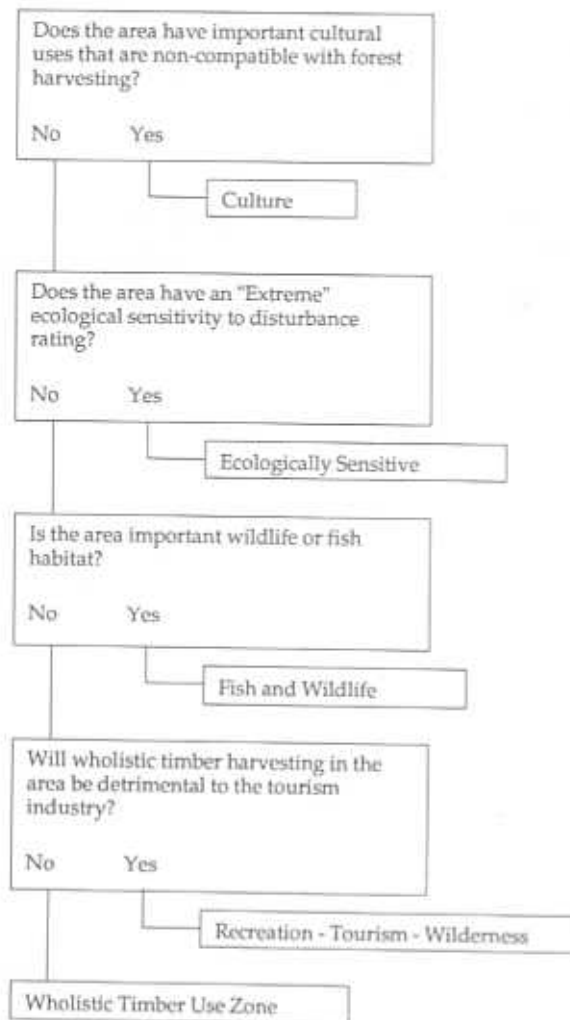 Does the area have important cultural
uses that are non-compatible with forest
harvesting?
No Yes
Culture
Does the area have an "Extreme"
ecological sensitivity to disturbance
rating?
No Yes
Ecologically Sensitive
Is the area important wildlife or fish
habitat?
No Yes
Fish and Wildlife
Will wholistic timber harvesting in the
area be detrimental to the tourism
industry?
No Yes
Recreation - Tourism - Wilderness
Wholistic Timber Use Zone